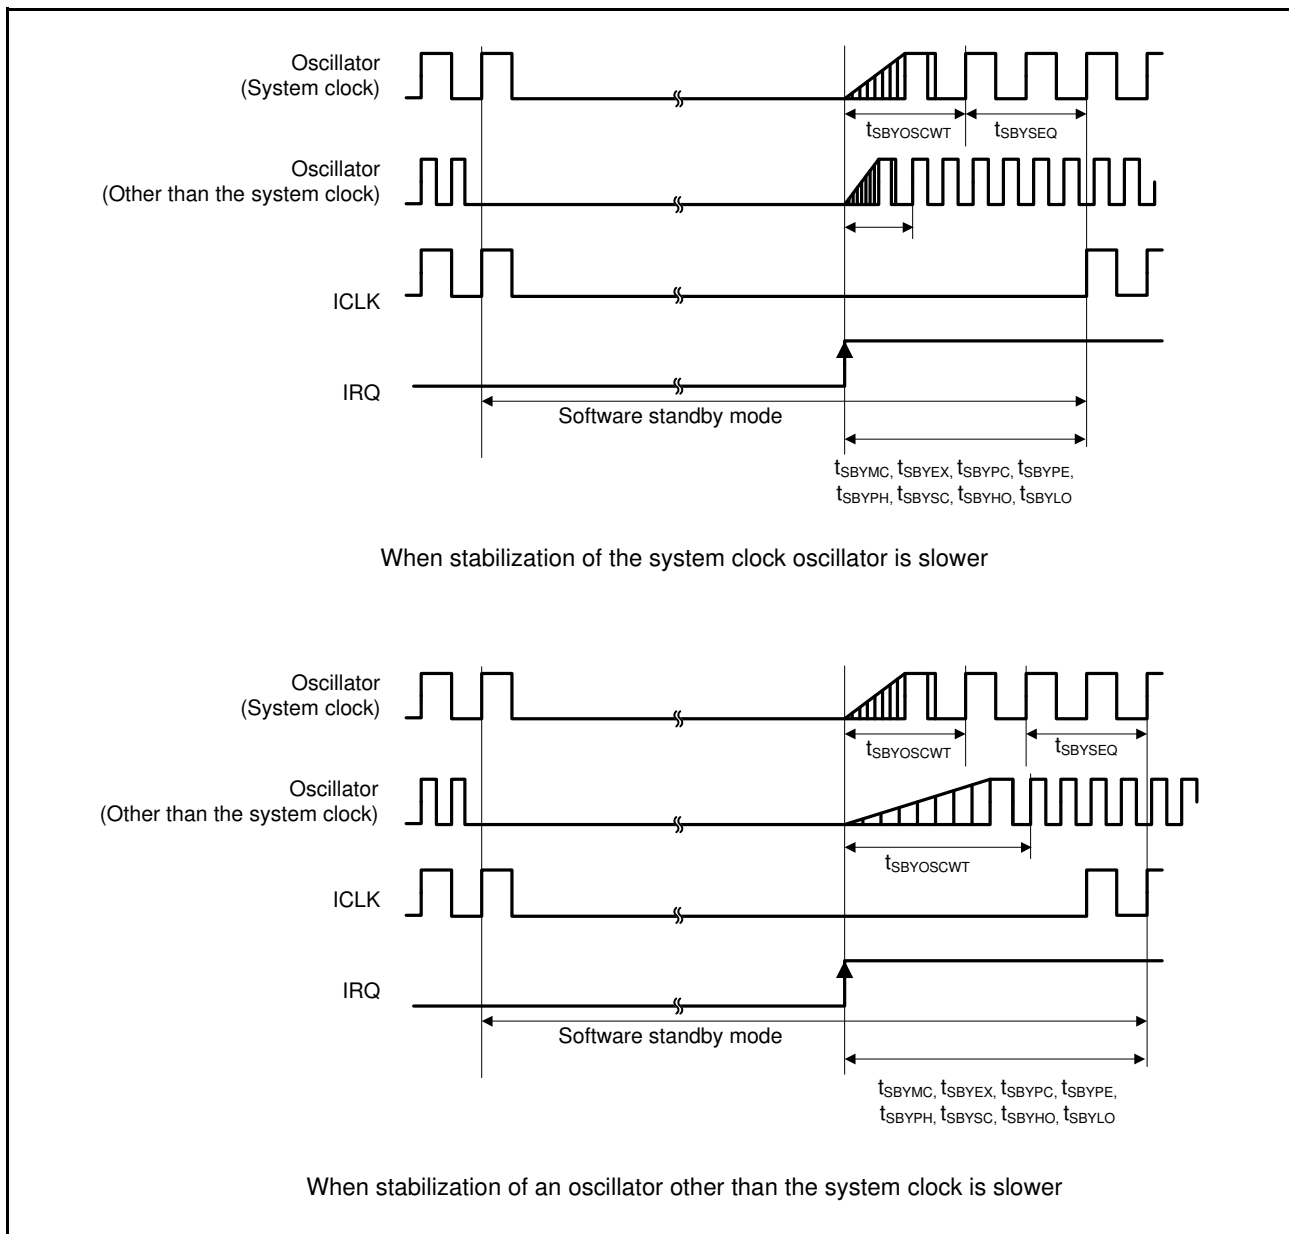 Oscillator
(System clock)
tSBYOSCWT
tSBYSEQ
Oscillator
(Other than the system clock)
ICLK
IRQ
Software standby mode
tSBYMC, tSBYEX, tSBYPC, tSBYPE,
tSBYPH, tSBYSC, tSBYHO, tSBYLO
When stabilization of the system clock oscillator is slower
Oscillator
(System clock)
tSBYOSCWT
tSBYSEQ
Oscillator
(Other than the system clock)
tSBYOSCWT
ICLK
IRQ
Software standby mode
tSBYMC, tSBYEX, tSBYPC, tSBYPE,
tSBYPH, tSBYSC, tSBYHO, tSBYLO
When stabilization of an oscillator other than the system clock is slower